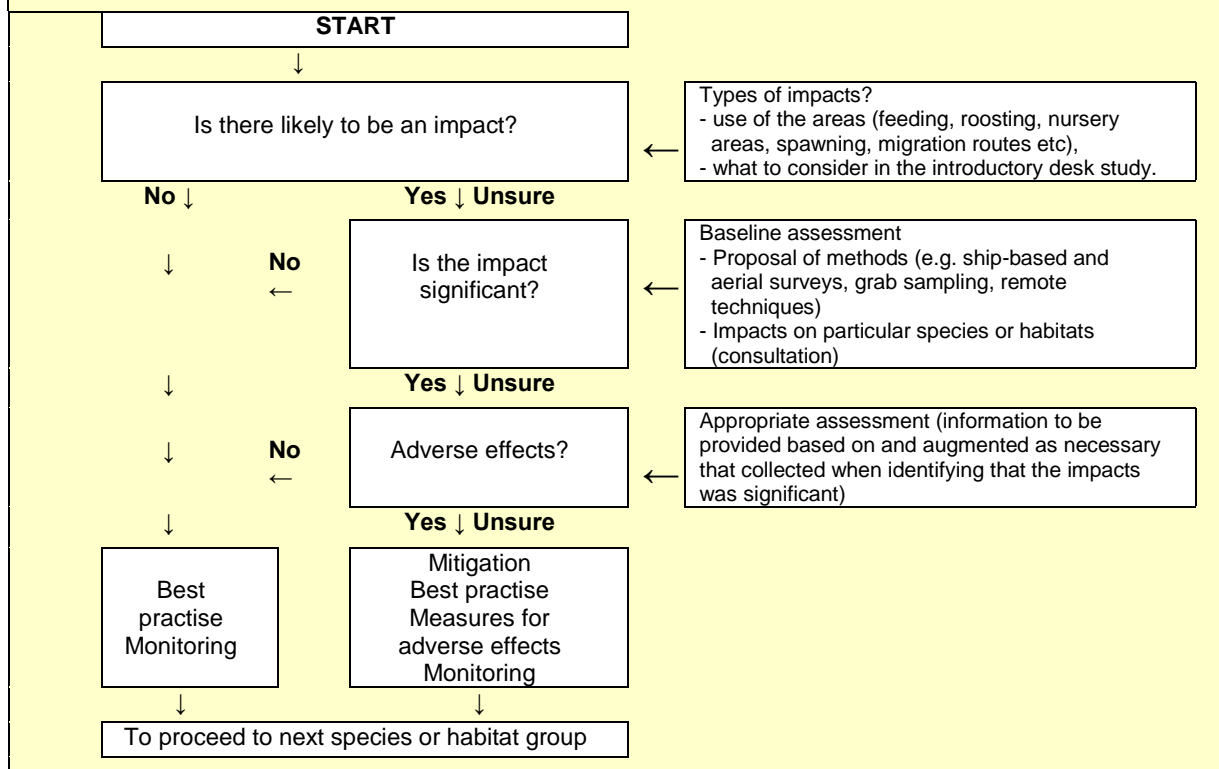 START
↓
Is there likely to be an impact?
←
Types of impacts?
- use of the areas (feeding, roosting, nursery
areas, spawning, migration routes etc),
- what to consider in the introductory desk study.
No ↓ Yes ↓ Unsure
↓ No
←
Is the impact
significant?
←
Baseline assessment
- Proposal of methods (e.g. ship-based and
aerial surveys, grab sampling, remote
techniques)
- Impacts on particular species or habitats
(consultation)
↓ Yes ↓ Unsure
↓ No
←
Adverse effects?
←
Appropriate assessment (information to be
provided based on and augmented as necessary
that collected when identifying that the impacts
was significant)
↓ Yes ↓ Unsure
Best
practise
Monitoring
Mitigation
Best practise
Measures for
adverse effects
Monitoring
↓ ↓
To proceed to next species or habitat group